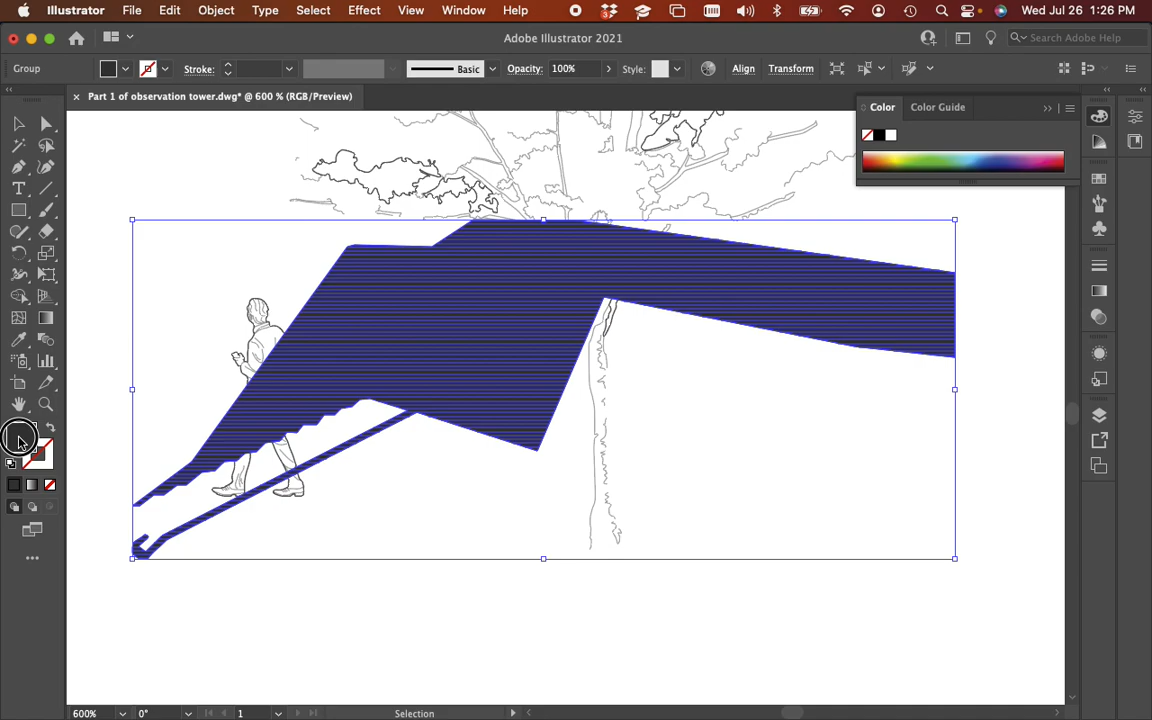 Illustrator File Edit Object Type Select Effect View Window Help Wed Jul 26 1:26 PM
Adobe Illustrator 2021 Search Adobe Help
Group Stroke: Basic Opacity: 100% Style: Align Transform
× Part 1 of observation tower.dwg* @ 600 % (RGB/Preview)
Color Color Guide
600% 0° 1 Selection